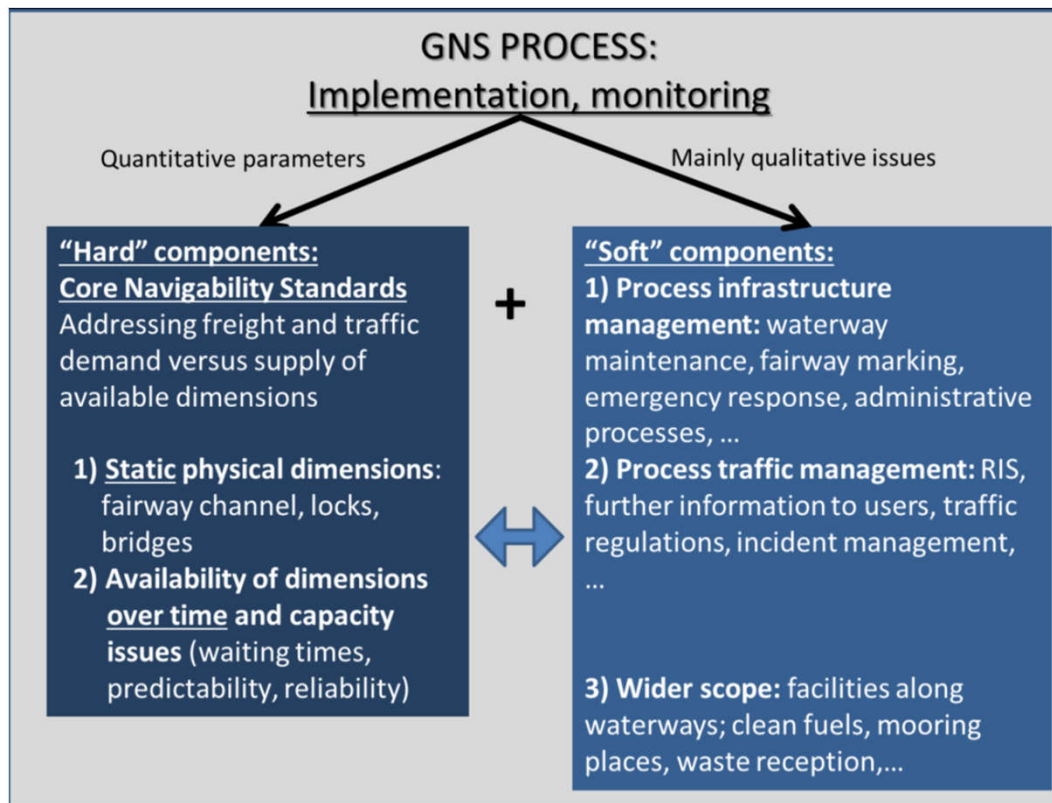 GNS PROCESS:
Implementation, monitoring
Quantitative parameters
Mainly qualitative issues
“Hard” components:
Core Navigability Standards
Addressing freight and traffic
demand versus supply of
available dimensions
1) Static physical dimensions:
fairway channel, locks,
bridges
2) Availability of dimensions
over time and capacity
issues (waiting times,
predictability, reliability)
+
“Soft” components:
1) Process infrastructure
management: waterway
maintenance, fairway marking,
emergency response, administrative
processes, ...
2) Process traffic management: RIS,
further information to users, traffic
regulations, incident management,
...
3) Wider scope: facilities along
waterways; clean fuels, mooring
places, waste reception,...